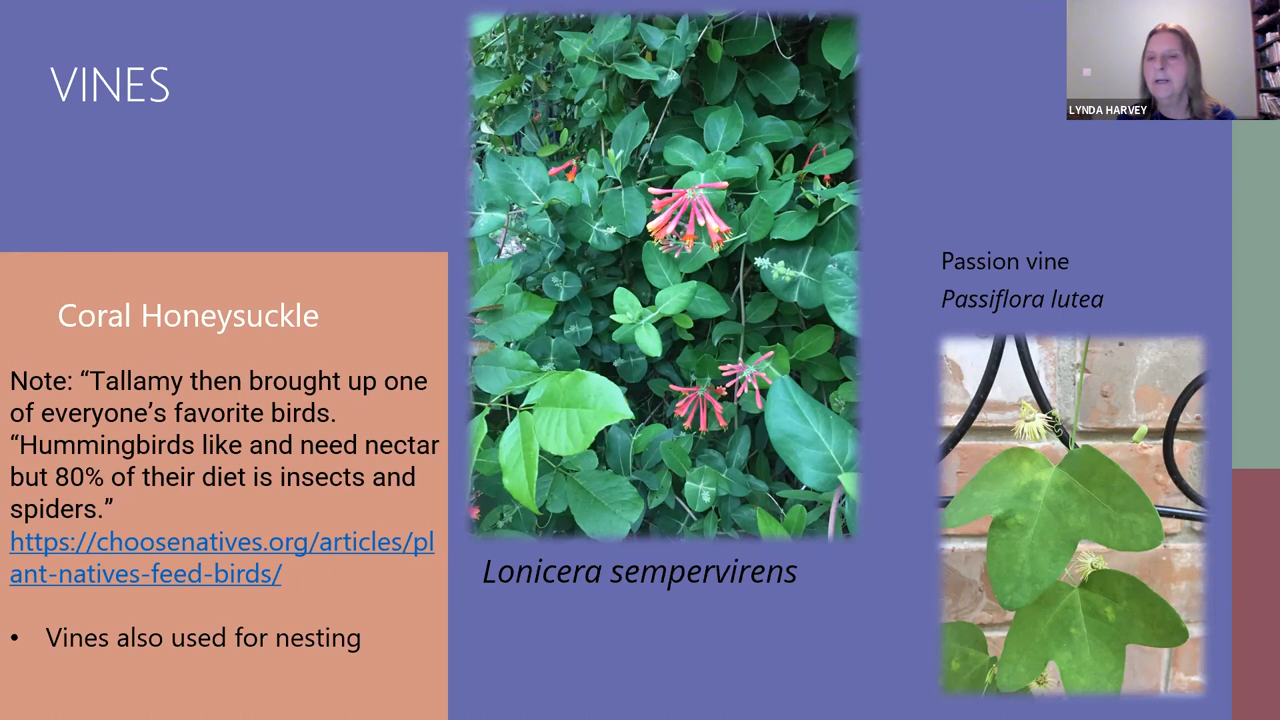 VINES
LYNDA HARVEY
Coral Honeysuckle
Note: “Tallamy then brought up one
of everyone’s favorite birds.
“Hummingbirds like and need nectar
but 80% of their diet is insects and
spiders.”
https://choosenatives.org/articles/pl
ant-natives-feed-birds/
• Vines also used for nesting
Lonicera sempervirens
Passion vine
Passiflora lutea